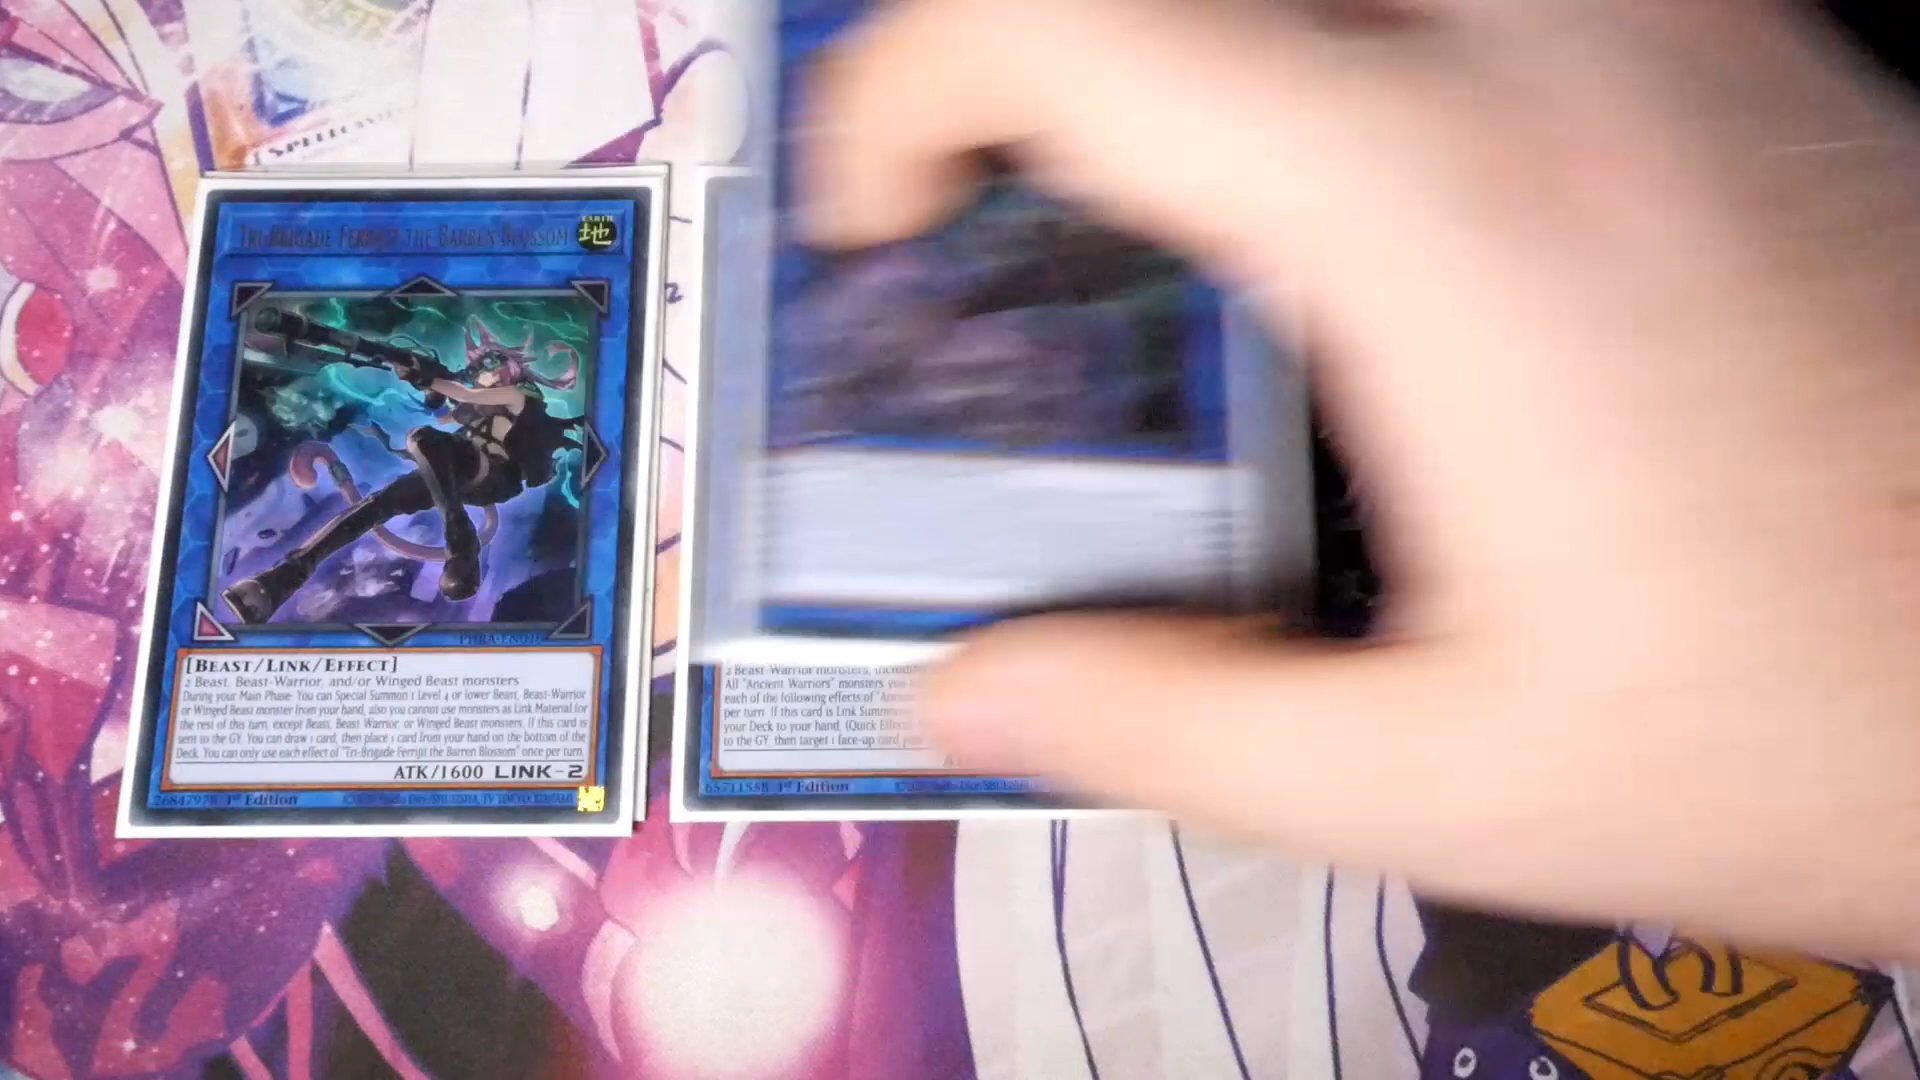 SPELLCAST
TRI-BRIGADE FERRIJIT THE BARREN BLOSSOM
EARTH
地
PHRA-EN046
[BEAST/LINK/EFFECT]
2 Beast, Beast-Warrior, and/or Winged Beast monsters
During your Main Phase: You can Special Summon 1 Level 4 or lower Beast, Beast-Warrior
or Winged Beast monster from your hand, also you cannot use monsters as Link Material for
the rest of this turn, except Beast, Beast-Warrior, or Winged Beast monsters. If this card is
sent to the GY: You can draw 1 card, then place 1 card from your hand on the bottom of the
Deck. You can only use each effect of "Tri-Brigade Ferrijit the Barren Blossom" once per turn.
ATK/1600 LINK-2
26847978 1st Edition
2 Beast-Warrior monsters, includin
All "Ancient Warriors" monsters you
each of the following effects of "Anc
per turn. If this card is Link Summon
your Deck to your hand. (Quick Effect
to the GY, then target 1 face-up card you
A
65711558 1st Edition